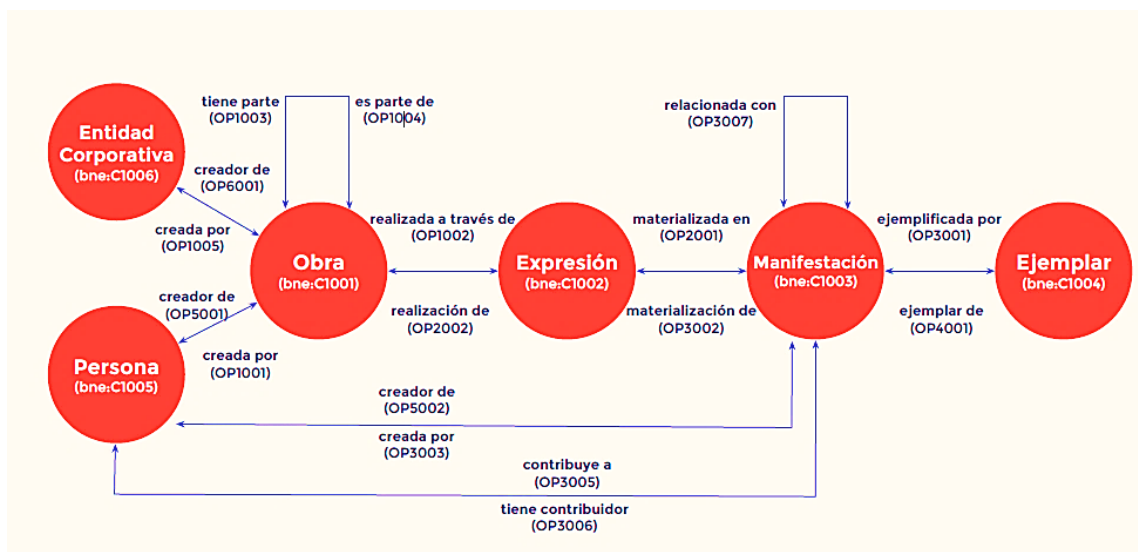 tiene parte
(OP1003)
es parte de
(OP1004)
relacionada con
(OP3007)
Entidad
Corporativa
(bne:C1006)
creador de
(OP6001)
creada por
(OP1005)
Obra
(bne:C1001)
realizada a través de
(OP1002)
realización de
(OP2002)
Expresión
(bne:C1002)
materializada en
(OP2001)
materialización de
(OP3002)
Manifestación
(bne:C1003)
ejemplificada por
(OP3001)
ejemplar de
(OP4001)
Ejemplar
(bne:C1004)
creador de
(OP5001)
creada por
(OP1001)
Persona
(bne:C1005)
creador de
(OP5002)
creada por
(OP3003)
contribuye a
(OP3005)
tiene contribuidor
(OP3006)